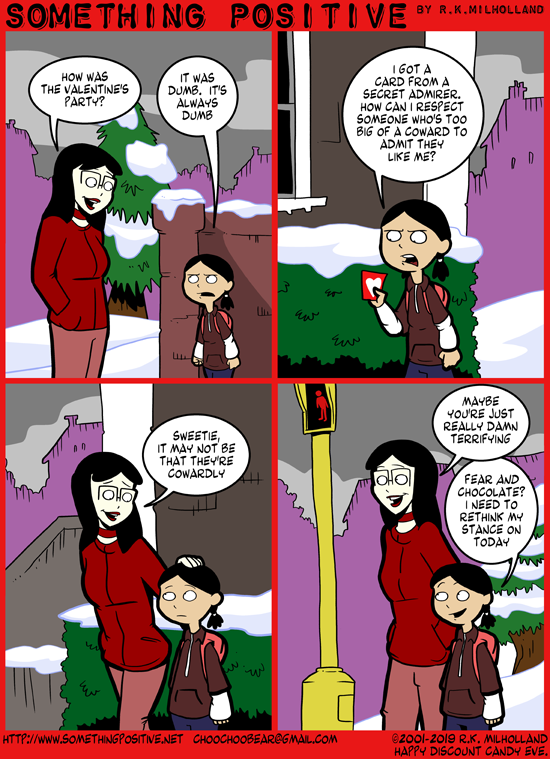 SOMETHING POSITIVE BY R.K.MILHOLLAND
HOW WAS
THE VALENTINE'S
PARTY?
IT WAS
DUMB. IT'S
ALWAYS
DUMB
I GOT A
CARD FROM A
SECRET ADMIRER.
HOW CAN I RESPECT
SOMEONE WHO'S TOO
BIG OF A COWARD TO
ADMIT THEY
LIKE ME?
SWEETIE,
IT MAY NOT BE
THAT THEY'RE
COWARDLY
MAYBE
YOU'RE JUST
REALLY DAMN
TERRIFYING
FEAR AND
CHOCOLATE?
I NEED TO
RETHINK MY
STANCE ON
TODAY
HTTP://WWW.SOMETHINGPOSITIVE.NET CHOOCHOOBEAR@GMAIL.COM
©2001-2019 R.K. MILHOLLAND
HAPPY DISCOUNT CANDY EVE.